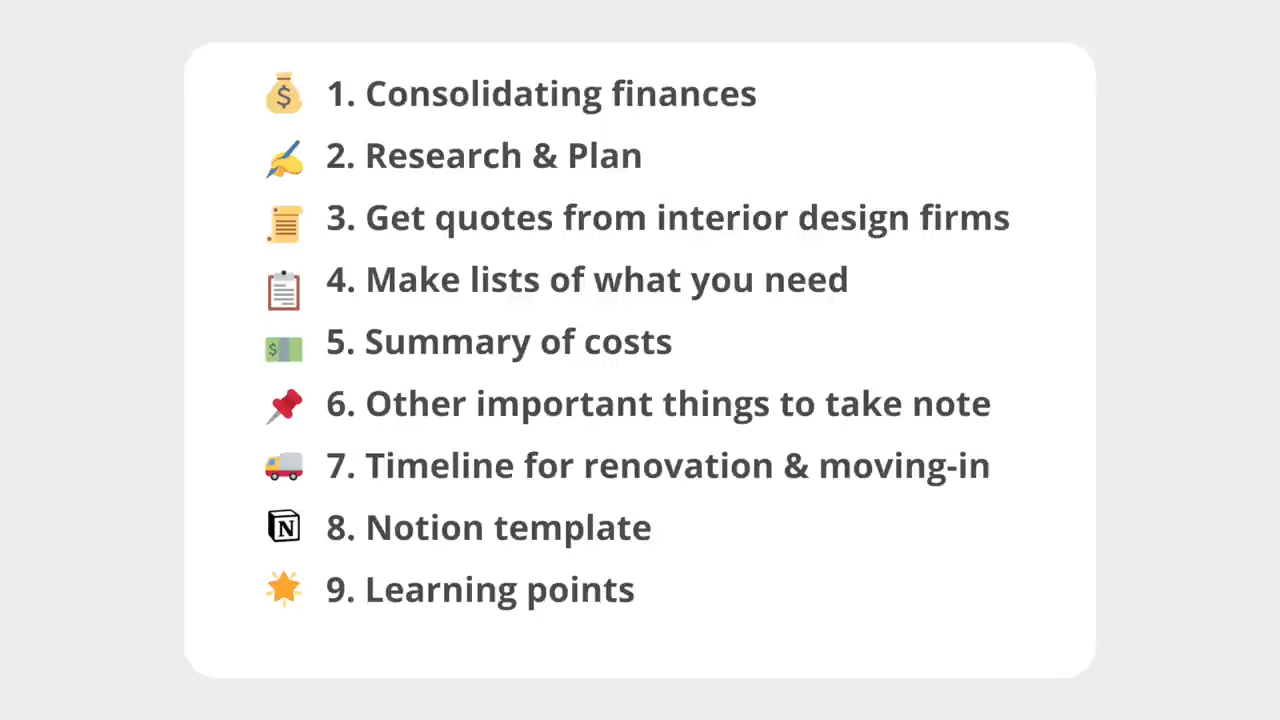 1. Consolidating finances
2. Research & Plan
3. Get quotes from interior design firms
4. Make lists of what you need
5. Summary of costs
6. Other important things to take note
7. Timeline for renovation & moving-in
8. Notion template
9. Learning points